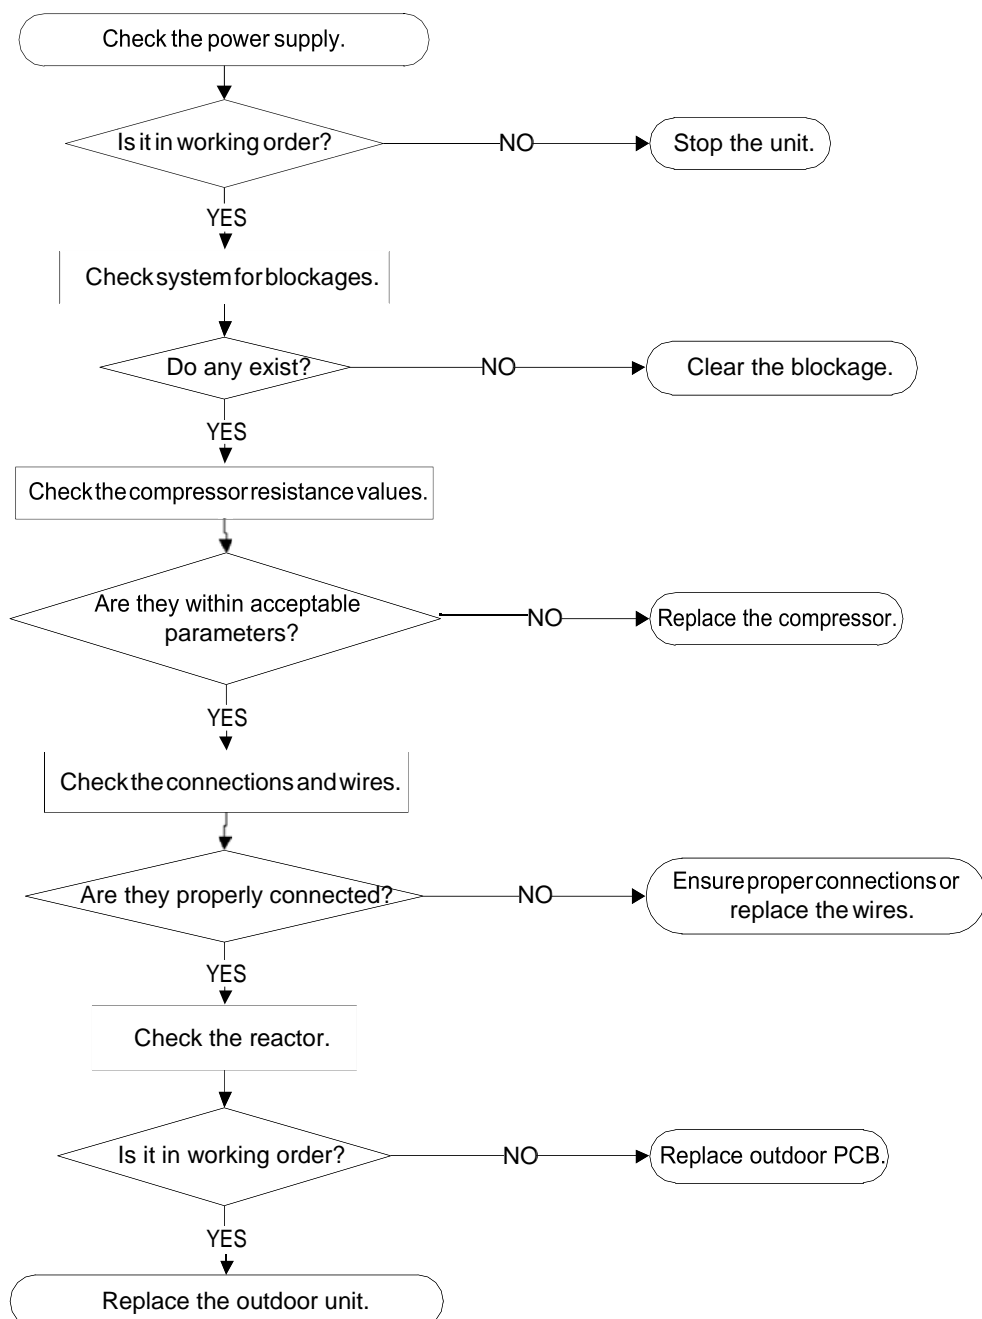 Check the power supply.
Is it in working order?
NO
Stop the unit.
YES
Check system for blockages.
Do any exist?
NO
Clear the blockage.
YES
Check the compressor resistance values.
Are they within acceptable
parameters?
NO
Replace the compressor.
YES
Check the connections and wires.
Are they properly connected?
NO
Ensure proper connections or
replace the wires.
YES
Check the reactor.
Is it in working order?
NO
Replace outdoor PCB.
YES
Replace the outdoor unit.